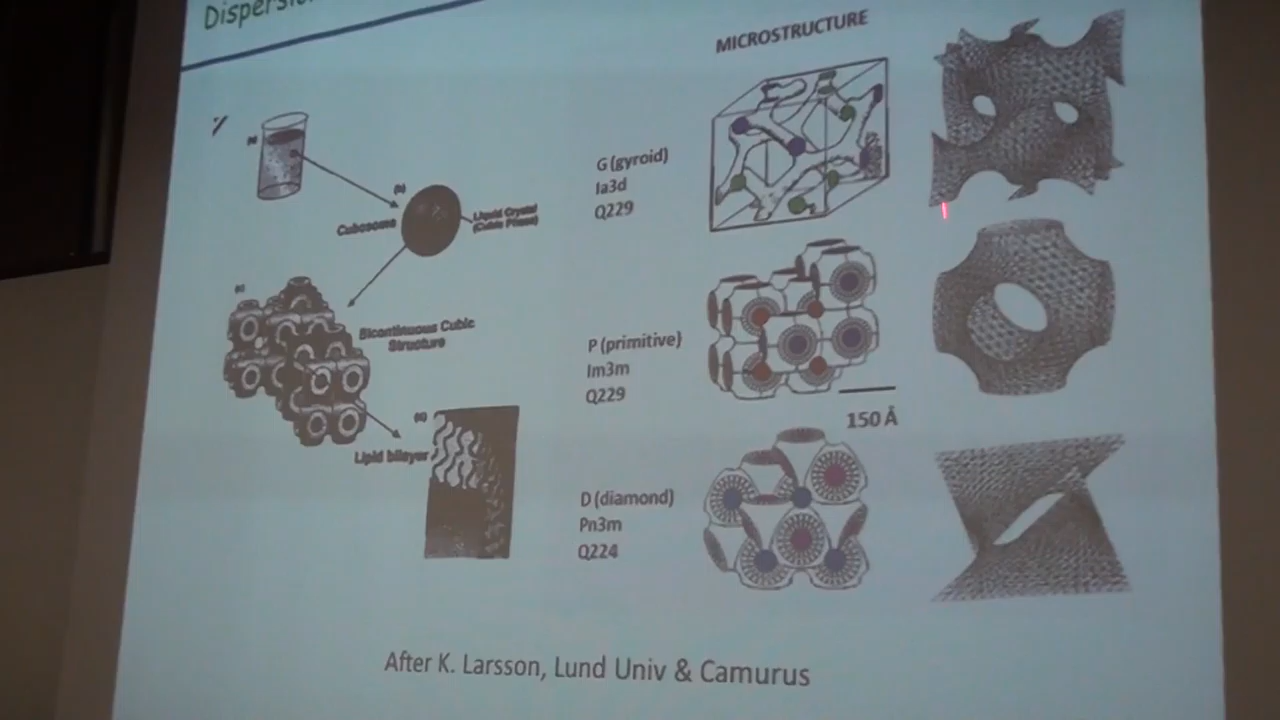 MICROSTRUCTURE
(b)
Cubosome
Liquid Crystal
(Cubic Phase)
(c)
Bicontinuous Cubic
Structure
Lipid bilayer
G (gyroid)
Ia3d
Q229
P (primitive)
Im3m
Q229
150 Å
D (diamond)
Pn3m
Q224
After K. Larsson, Lund Univ & Camurus